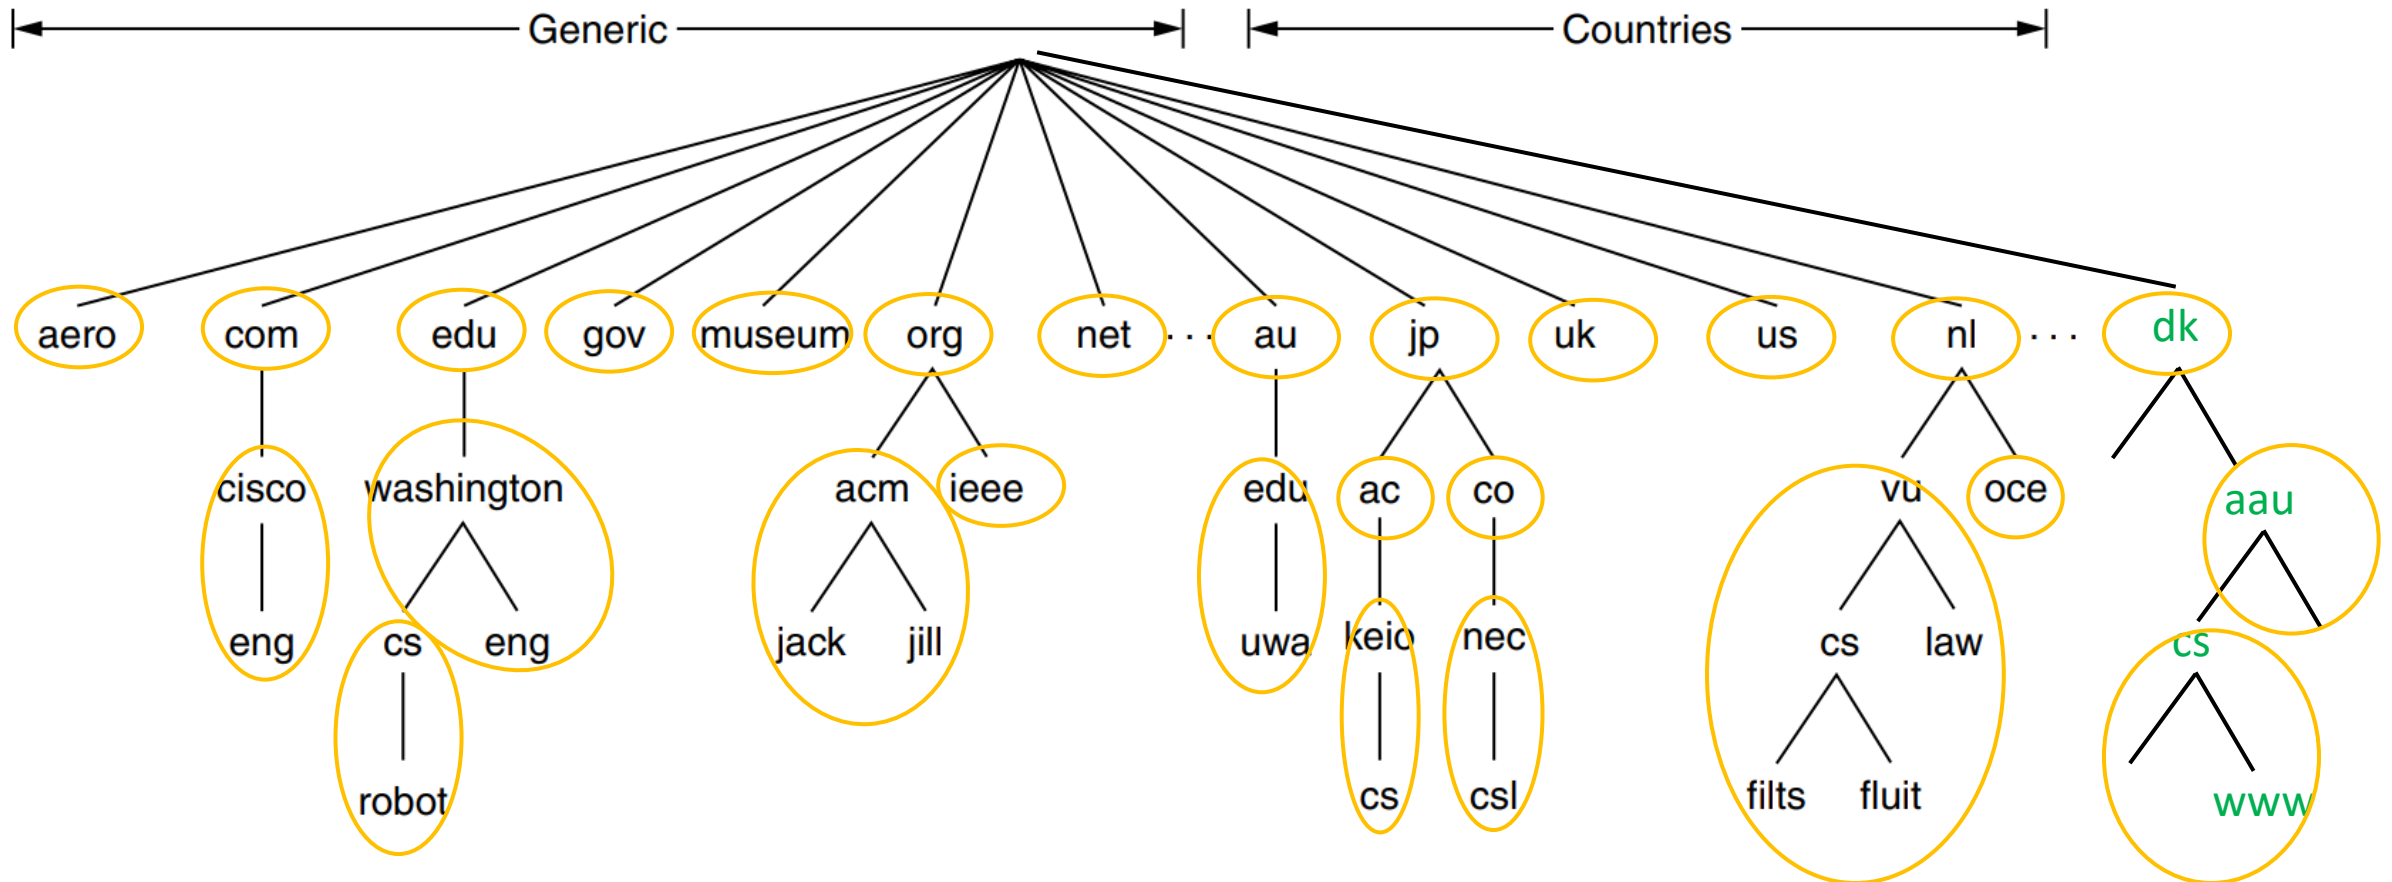 Generic Countries
aero com edu gov museum org net ... au jp uk us nl ... dk
cisco washington acm ieee edu ac co vu oce aau
eng cs eng jack jill uwa keio nec cs law cs
robot cs csl filts fluit www